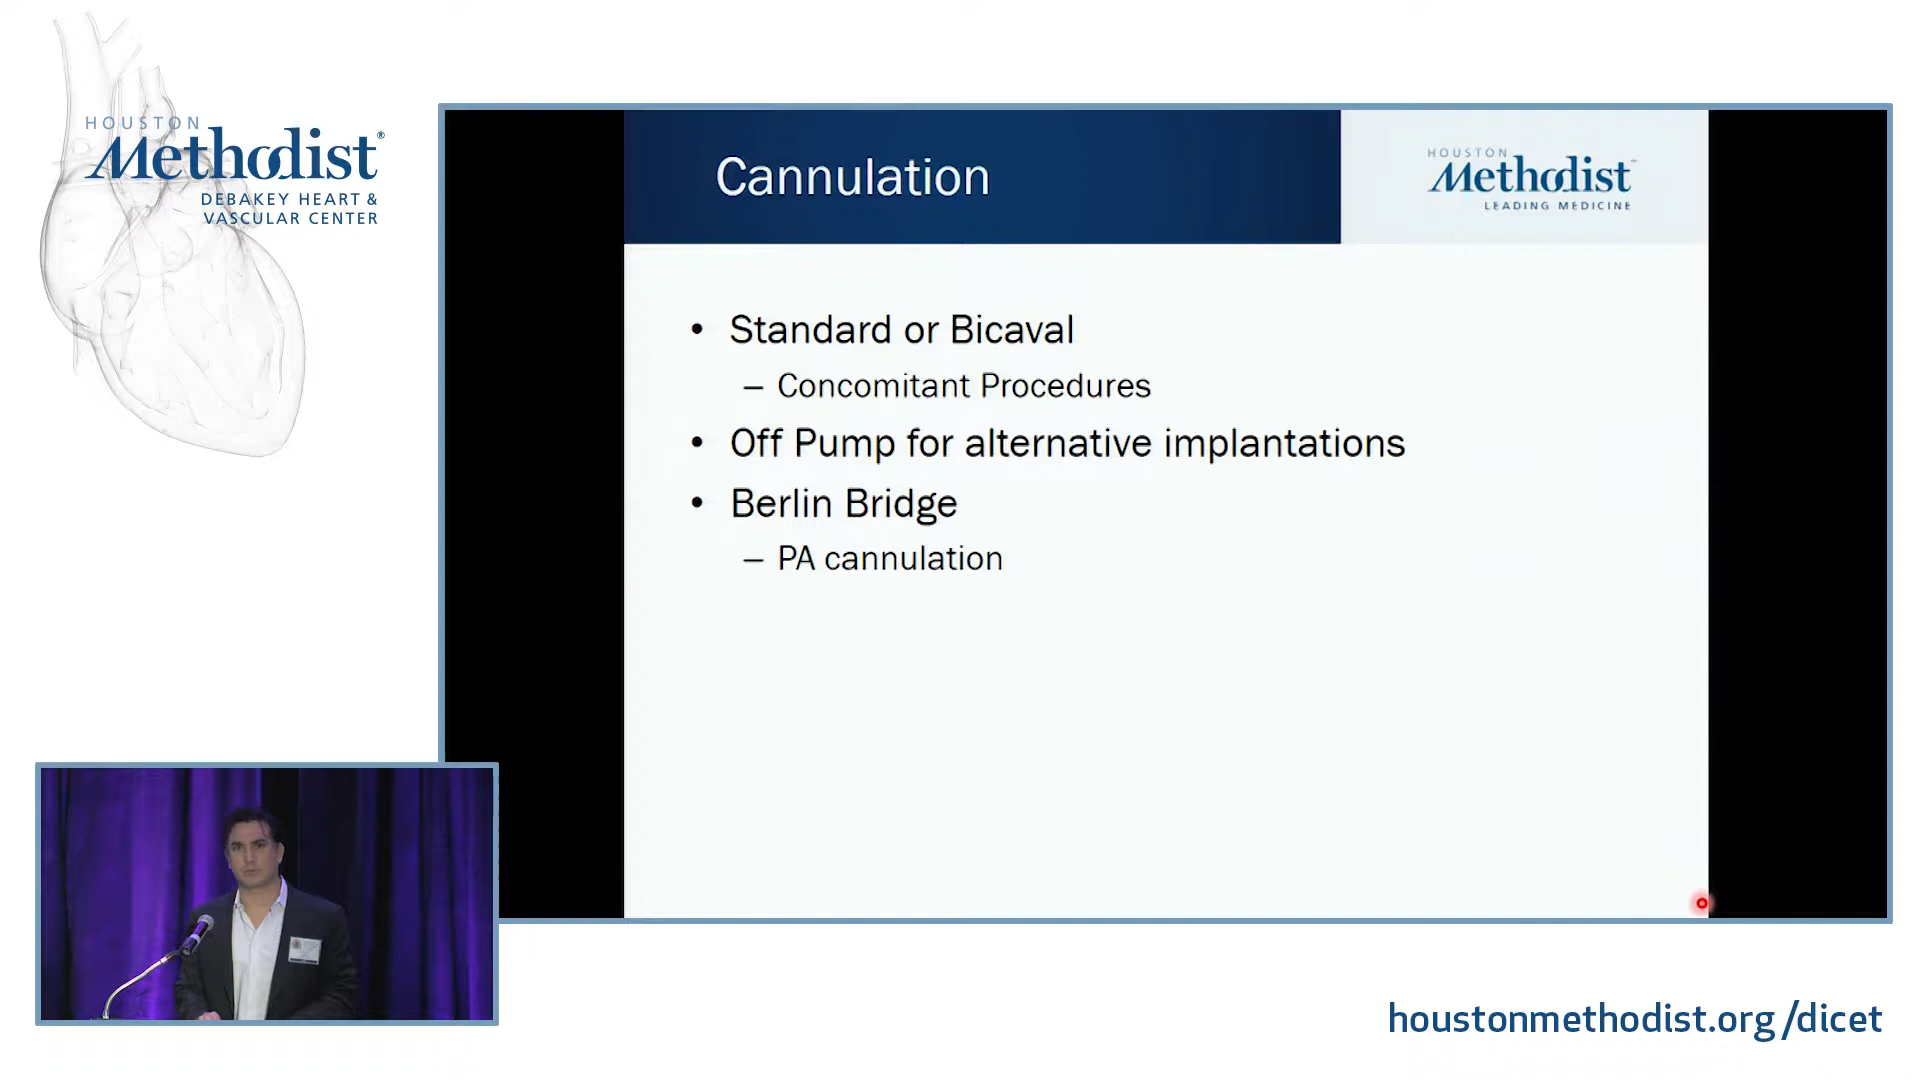 HOUSTON
Methodist®
DEBAKEY HEART &
VASCULAR CENTER
Cannulation
HOUSTON
Methodist
LEADING MEDICINE
• Standard or Bicaval
– Concomitant Procedures
• Off Pump for alternative implantations
• Berlin Bridge
– PA cannulation
houstonmethodist.org/dicet